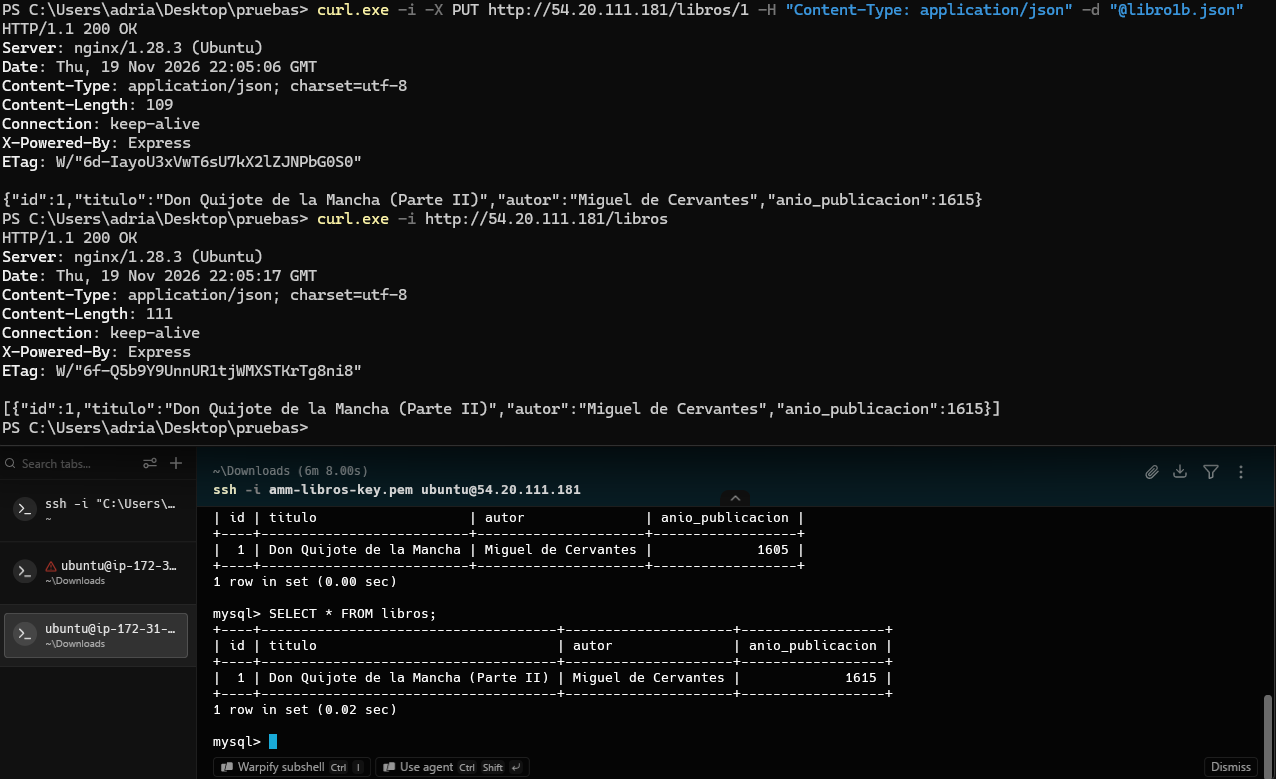 PS C:\Users\adria\Desktop\pruebas> curl.exe -i -X PUT http://54.20.111.181/libros/1 -H "Content-Type: application/json" -d "@libro1b.json"
HTTP/1.1 200 OK
Server: nginx/1.28.3 (Ubuntu)
Date: Thu, 19 Nov 2026 22:05:06 GMT
Content-Type: application/json; charset=utf-8
Content-Length: 109
Connection: keep-alive
X-Powered-By: Express
ETag: W/"6d-IayoU3xVwT6sU7kX2lZJNPbG0S0"

{"id":1,"titulo":"Don Quijote de la Mancha (Parte II)","autor":"Miguel de Cervantes","anio_publicacion":1615}
PS C:\Users\adria\Desktop\pruebas> curl.exe -i http://54.20.111.181/libros
HTTP/1.1 200 OK
Server: nginx/1.28.3 (Ubuntu)
Date: Thu, 19 Nov 2026 22:05:17 GMT
Content-Type: application/json; charset=utf-8
Content-Length: 111
Connection: keep-alive
X-Powered-By: Express
ETag: W/"6f-Q5b9Y9UnnUR1tjWMXSTKrTg8ni8"

[{"id":1,"titulo":"Don Quijote de la Mancha (Parte II)","autor":"Miguel de Cervantes","anio_publicacion":1615}]
PS C:\Users\adria\Desktop\pruebas>
Search tabs...
ssh -i "C:\Users\...
~
ubuntu@ip-172-3...
~\Downloads
ubuntu@ip-172-31-...
~\Downloads
~\Downloads (6m 8.00s)
ssh -i amm-libros-key.pem ubuntu@54.20.111.181
| id | titulo                   | autor               | anio_publicacion |
+----+--------------------------+---------------------+------------------+
|  1 | Don Quijote de la Mancha | Miguel de Cervantes |             1605 |
+----+--------------------------+---------------------+------------------+
1 row in set (0.00 sec)

mysql> SELECT * FROM libros;
+----+-------------------------------------+---------------------+------------------+
| id | titulo                              | autor               | anio_publicacion |
+----+-------------------------------------+---------------------+------------------+
|  1 | Don Quijote de la Mancha (Parte II) | Miguel de Cervantes |             1615 |
+----+-------------------------------------+---------------------+------------------+
1 row in set (0.02 sec)

mysql>
Warpify subshell Ctrl I Use agent Ctrl Shift ↵ Dismiss